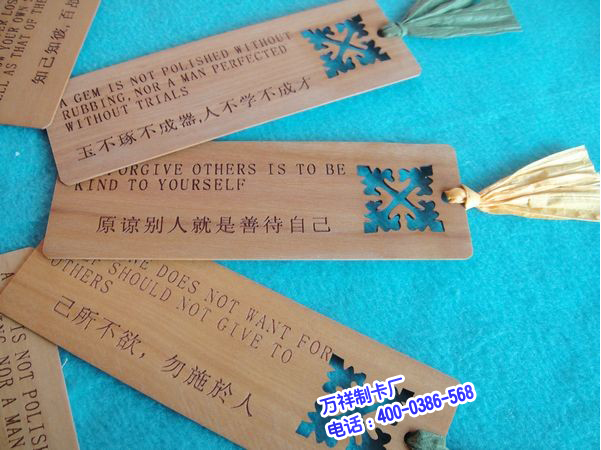 知己知彼,百
A GEM IS NOT POLISHED WITHOUT
RUBBING, NOR A MAN PERFECTED
WITHOUT TRIALS
玉不琢不成器,人不学不成才
FORGIVE OTHERS IS TO BE
KIND TO YOURSELF
原谅别人就是善待自己
DOES NOT WANT FOR
SHOULD NOT GIVE TO
OTHERS
己所不欲，勿施於人
IS NOT POLIS
NOR A MAN
万祥制卡厂
电话：400-0386-568